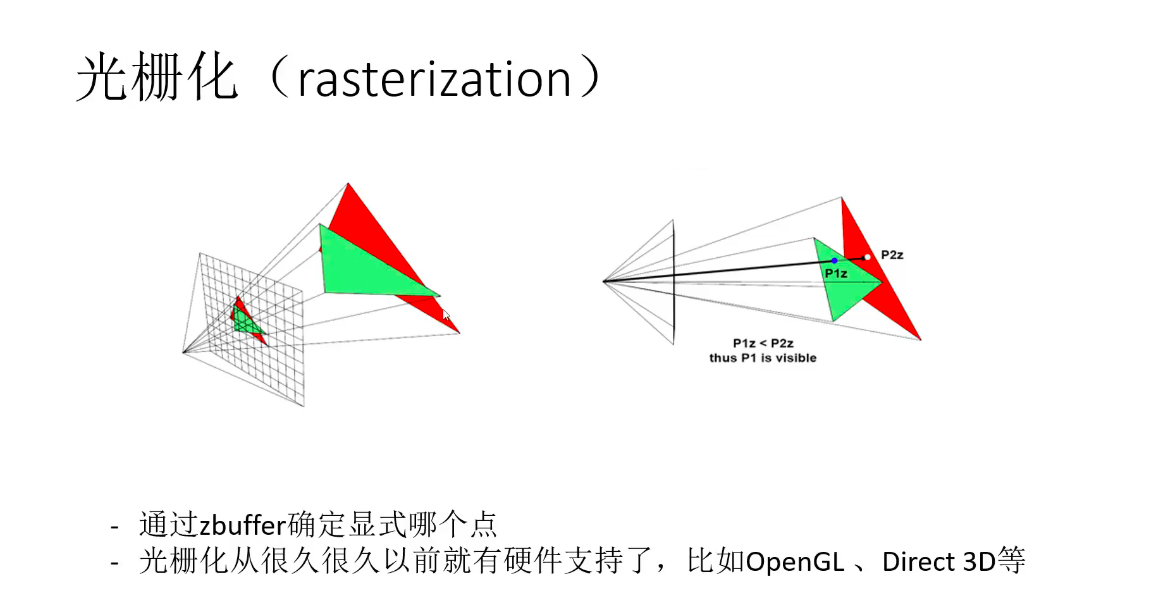 光栅化（rasterization）
P2z
P1z
P1z < P2z
thus P1 is visible
- 通过zbuffer确定显式哪个点
- 光栅化从很久很久以前就有硬件支持了，比如OpenGL 、Direct 3D等